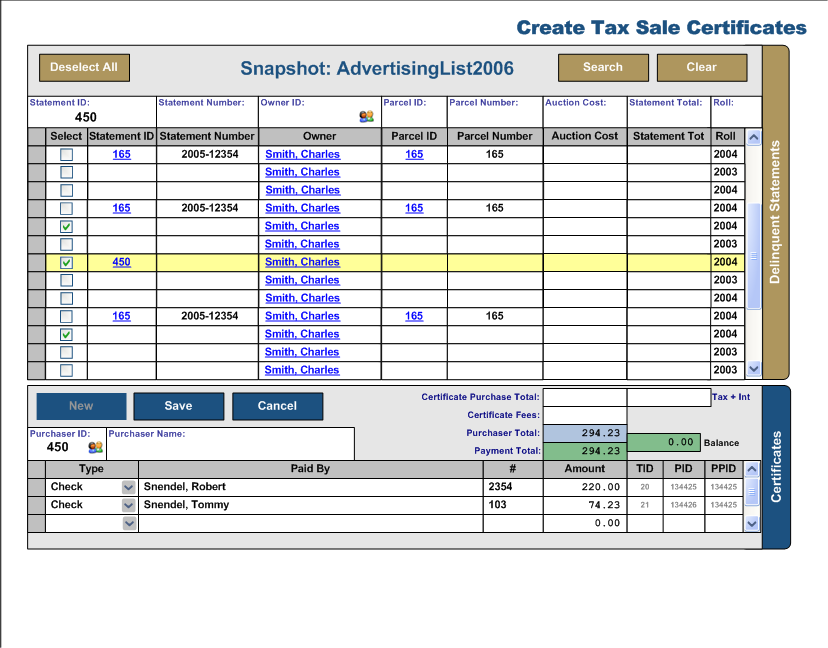 Create Tax Sale Certificates
Deselect All Snapshot: AdvertisingList2006 Search Clear
Statement ID: Statement Number: Owner ID: Parcel ID: Parcel Number: Auction Cost: Statement Total: Roll:
450
Select Statement ID Statement Number Owner Parcel ID Parcel Number Auction Cost Statement Tot Roll
165 2005-12354 Smith, Charles 165 165 2004
Smith, Charles 2003
Smith, Charles 2004
165 2005-12354 Smith, Charles 165 165 2004
Smith, Charles 2004
Smith, Charles 2003
450 Smith, Charles 2004
Smith, Charles 2003
Smith, Charles 2004
165 2005-12354 Smith, Charles 165 165 2004
Smith, Charles 2004
Smith, Charles 2003
Smith, Charles 2003
Delinquent Statements
New Save Cancel
Certificate Purchase Total: Tax + Int
Certificate Fees:
Purchaser ID: Purchaser Name:
450
Purchaser Total: 294.23
Payment Total: 294.23 0.00 Balance
Type Paid By # Amount TID PID PPID
Check Snendel, Robert 2354 220.00 20 134425 134425
Check Snendel, Tommy 103 74.23 21 134426 134425
0.00
Certificates